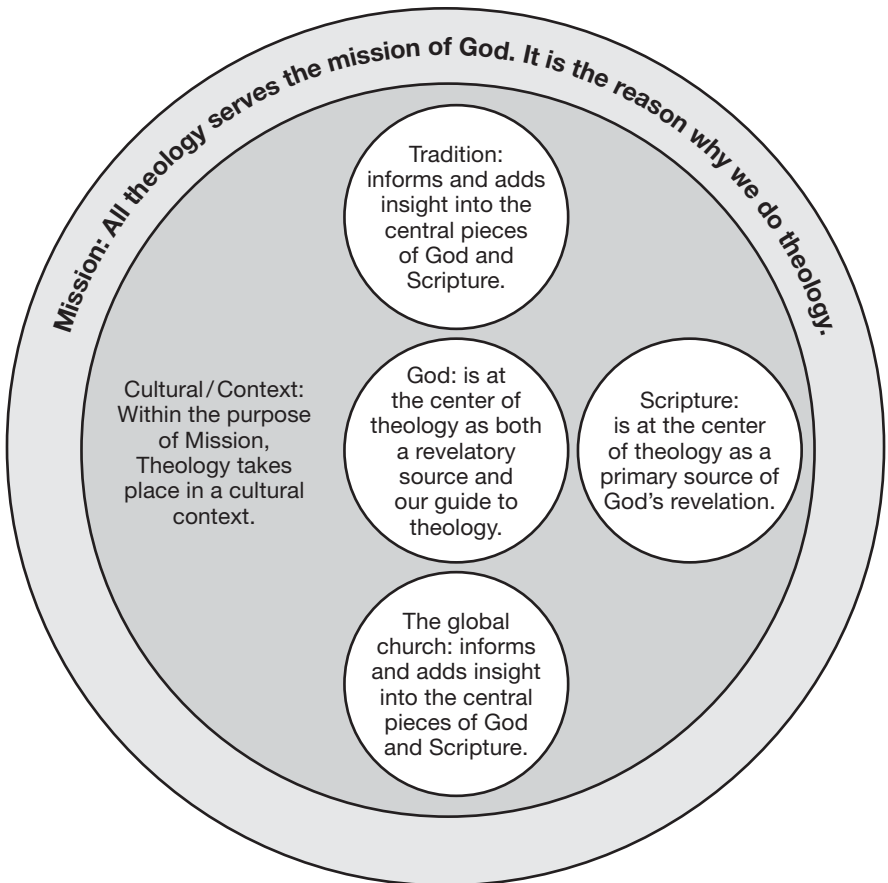 Mission: All theology serves the mission of God. It is the reason why we do theology.
Tradition:
informs and adds
insight into the
central pieces
of God and
Scripture.
Cultural/Context:
Within the purpose
of Mission,
Theology takes
place in a cultural
context.
God: is at
the center of
theology as both
a revelatory
source and
our guide to
theology.
Scripture:
is at the center
of theology as a
primary source of
God’s revelation.
The global
church: informs
and adds insight
into the central
pieces of God
and Scripture.